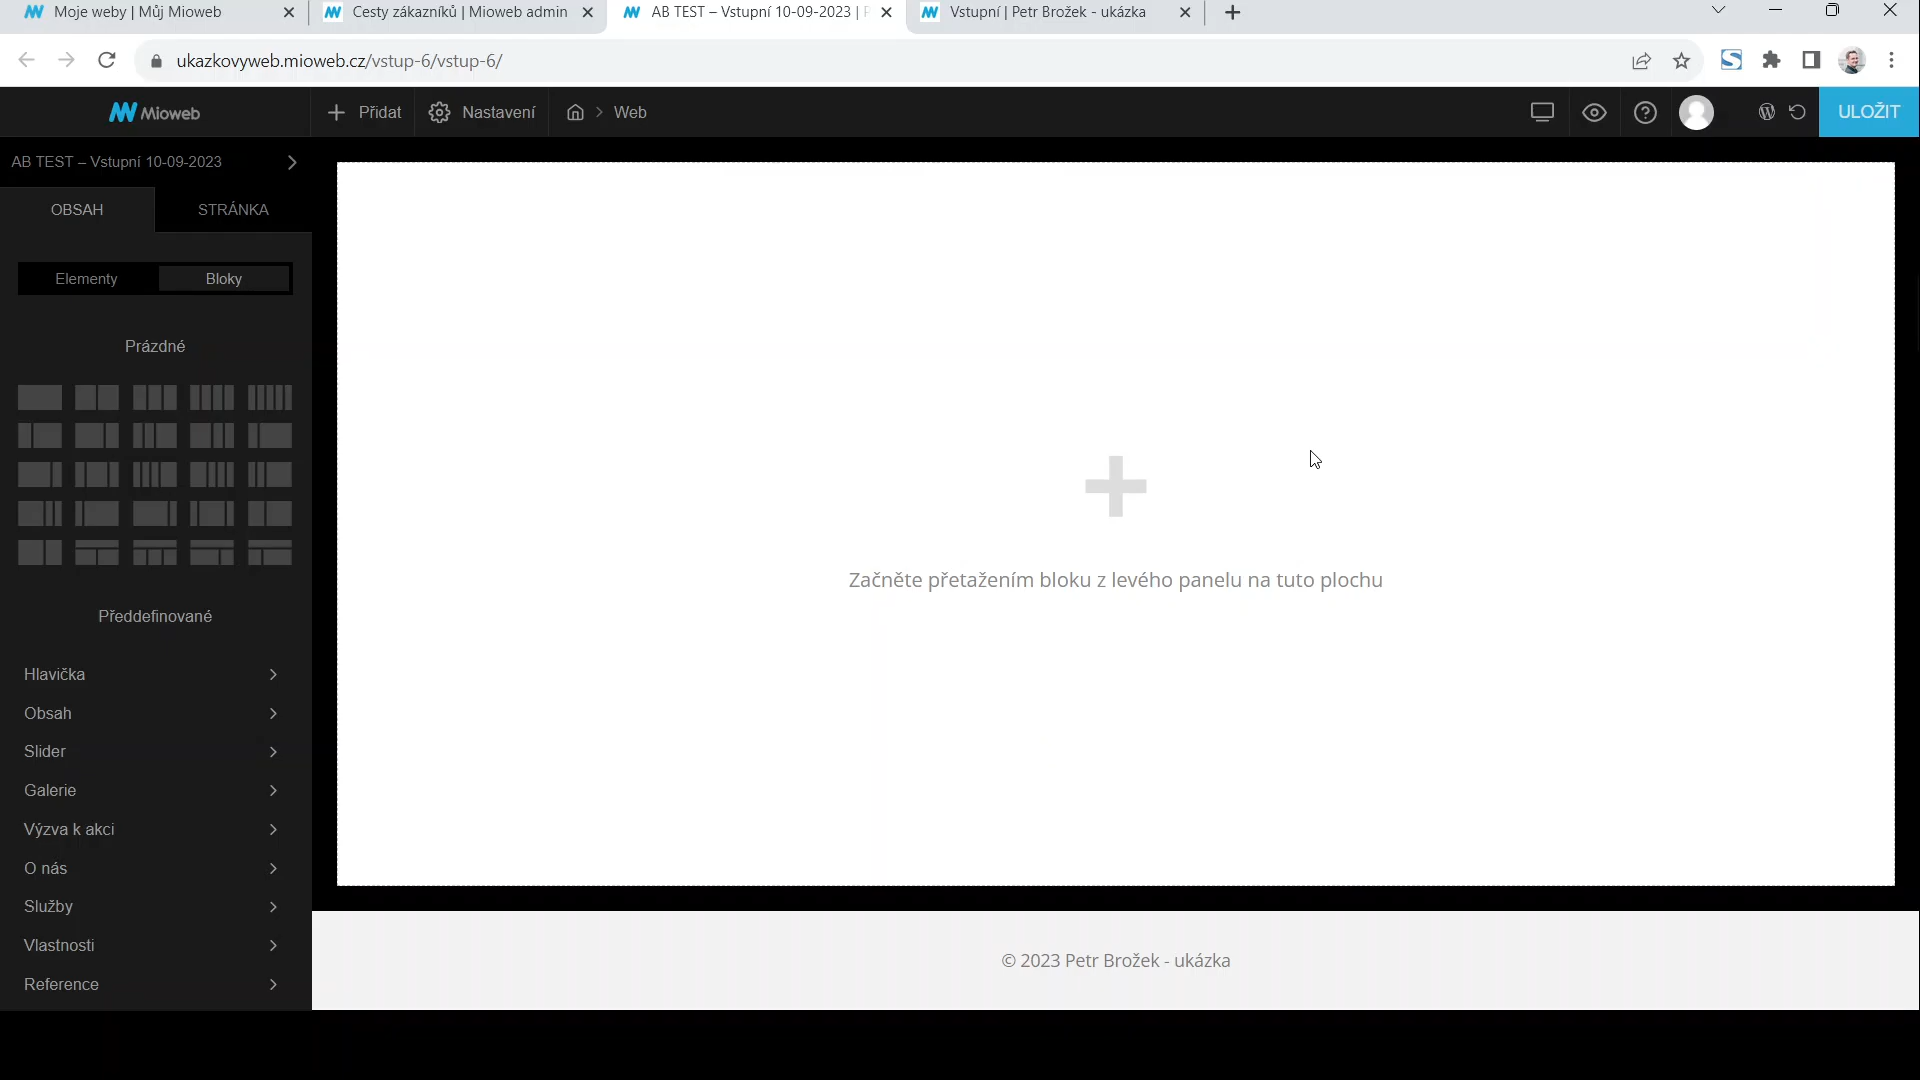 Moje weby | Můj Mioweb
Cesty zákazníků | Mioweb admin
AB TEST – Vstupní 10-09-2023 |
Vstupní | Petr Brožek - ukázka
ukazkovyweb.mioweb.cz/vstup-6/vstup-6/
Mioweb
Přidat
Nastavení
Web
ULOŽIT
AB TEST – Vstupní 10-09-2023
OBSAH
STRÁNKA
Elementy
Bloky
Prázdné
Předdefinované
Hlavička
Obsah
Slider
Galerie
Výzva k akci
O nás
Služby
Vlastnosti
Reference
Začněte přetažením bloku z levého panelu na tuto plochu
© 2023 Petr Brožek - ukázka